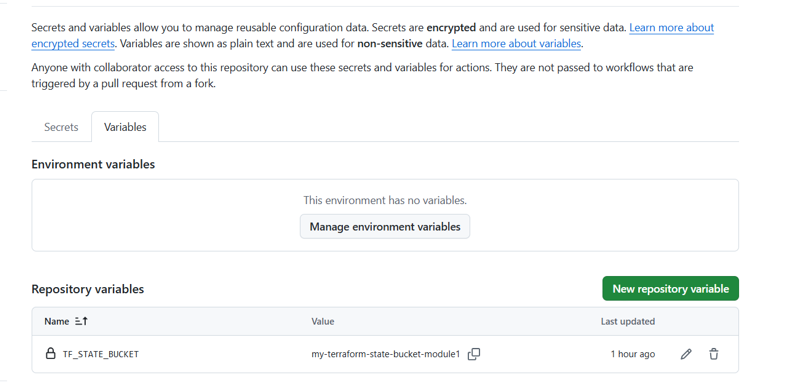 Secrets and variables allow you to manage reusable configuration data. Secrets are encrypted and are used for sensitive data. Learn more about
encrypted secrets. Variables are shown as plain text and are used for non-sensitive data. Learn more about variables.
Anyone with collaborator access to this repository can use these secrets and variables for actions. They are not passed to workflows that are
triggered by a pull request from a fork.
Secrets Variables
Environment variables
This environment has no variables.
Manage environment variables
Repository variables New repository variable
Name Value Last updated
TF_STATE_BUCKET my-terraform-state-bucket-module1 1 hour ago